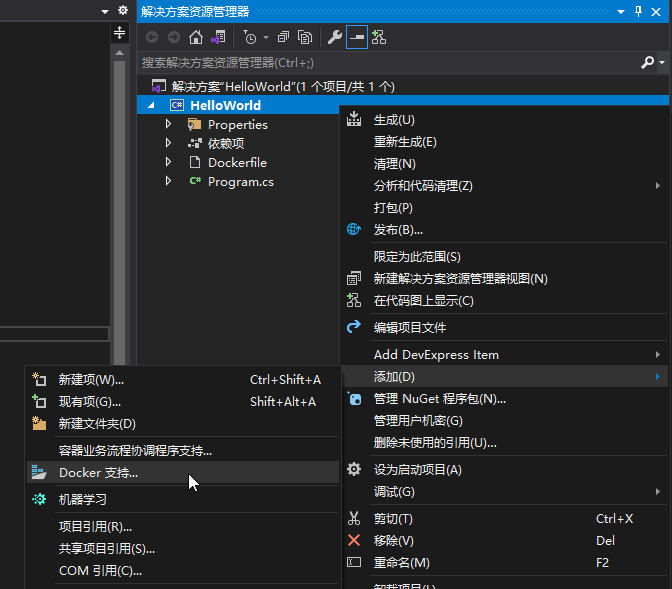 解决方案资源管理器
搜索解决方案资源管理器(Ctrl+;)
解决方案"HelloWorld"(1 个项目/共 1 个)
C# HelloWorld
Properties
依赖项
Dockerfile
C# Program.cs
生成(U)
重新生成(E)
清理(N)
分析和代码清理(Z)
打包(P)
发布(B)...
限定为此范围(S)
新建解决方案资源管理器视图(N)
在代码图上显示(C)
编辑项目文件
Add DevExpress Item
添加(D)
管理 NuGet 程序包(N)...
管理用户机密(G)
删除未使用的引用(U)...
设为启动项目(A)
调试(G)
剪切(T) Ctrl+X
移除(V) Del
重命名(M) F2
卸载项目(L)
新建项(W)... Ctrl+Shift+A
现有项(G)... Shift+Alt+A
新建文件夹(D)
容器业务流程协调程序支持...
Docker 支持...
机器学习
项目引用(R)...
共享项目引用(S)...
COM 引用(C)...